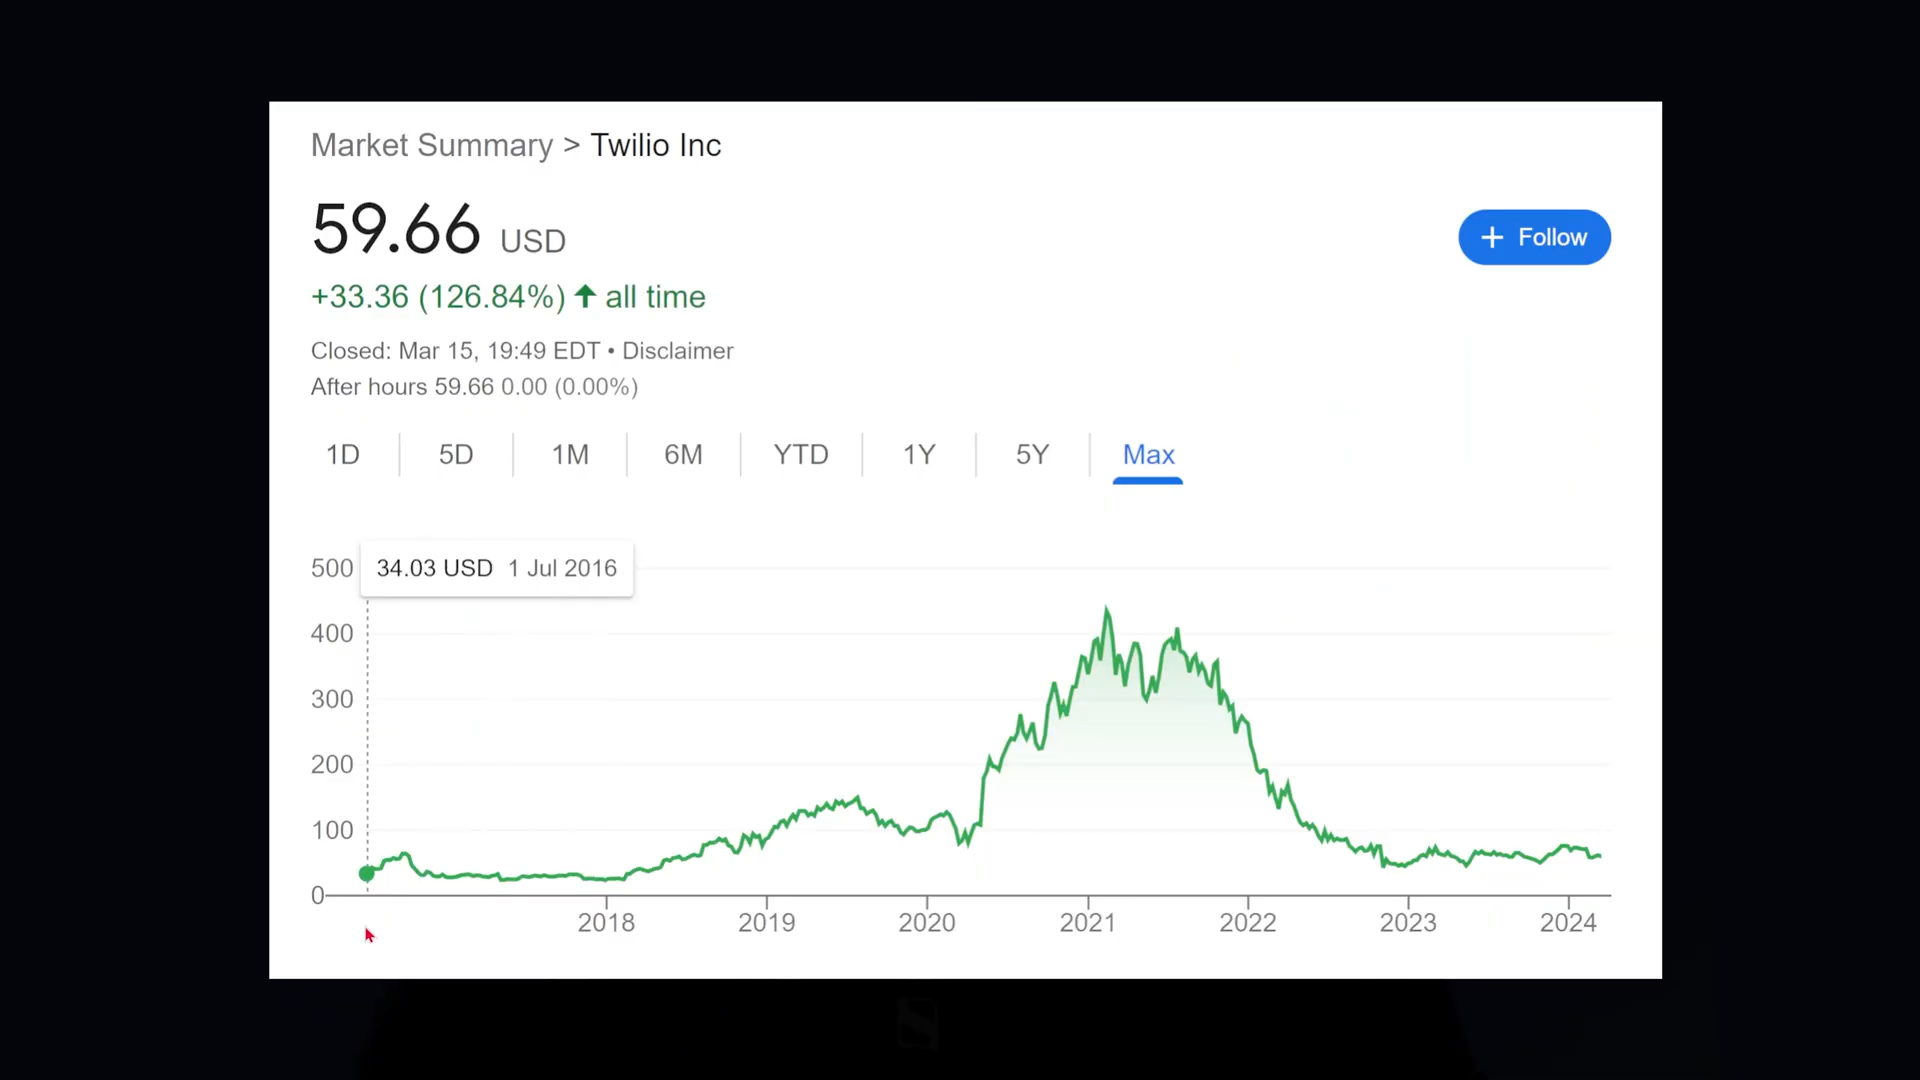 Market Summary > Twilio Inc
59.66 USD
+ Follow
+33.36 (126.84%) ↑ all time
Closed: Mar 15, 19:49 EDT • Disclaimer
After hours 59.66 0.00 (0.00%)
1D 5D 1M 6M YTD 1Y 5Y Max
500 34.03 USD 1 Jul 2016
400
300
200
100
0
2018 2019 2020 2021 2022 2023 2024